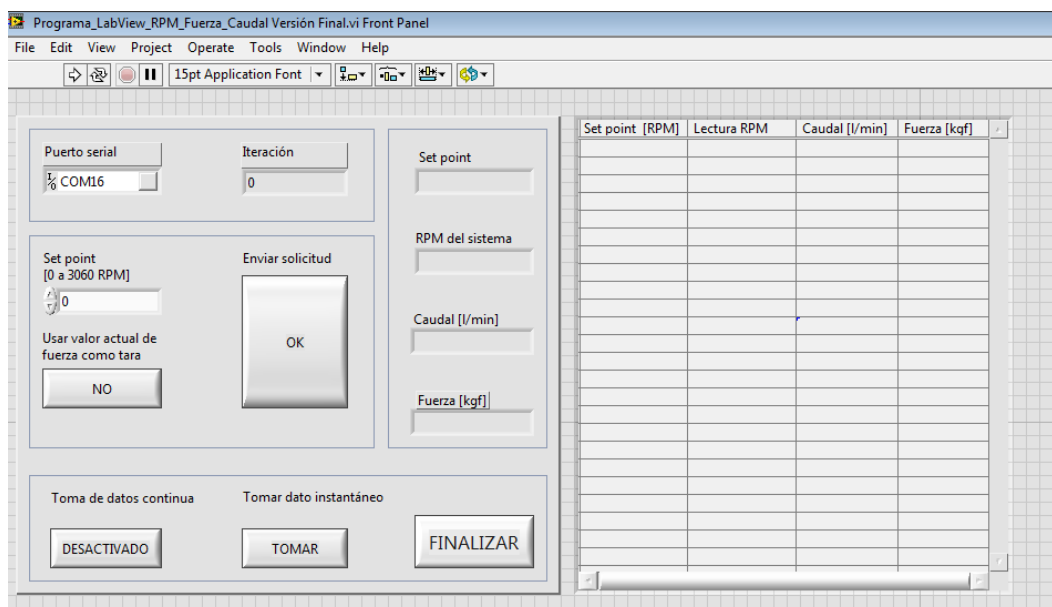 Programa_LabView_RPM_Fuerza_Caudal Versión Final.vi Front Panel
File Edit View Project Operate Tools Window Help
15pt Application Font
Puerto serial
Iteración
I/O COM16
0
Set point
[0 a 3060 RPM]
0
Enviar solicitud
OK
Usar valor actual de
fuerza como tara
NO
Set point
RPM del sistema
Caudal [l/min]
Fuerza [kgf]
Toma de datos continua
Tomar dato instantáneo
DESACTIVADO
TOMAR
FINALIZAR
Set point [RPM] Lectura RPM Caudal [l/min] Fuerza [kgf]